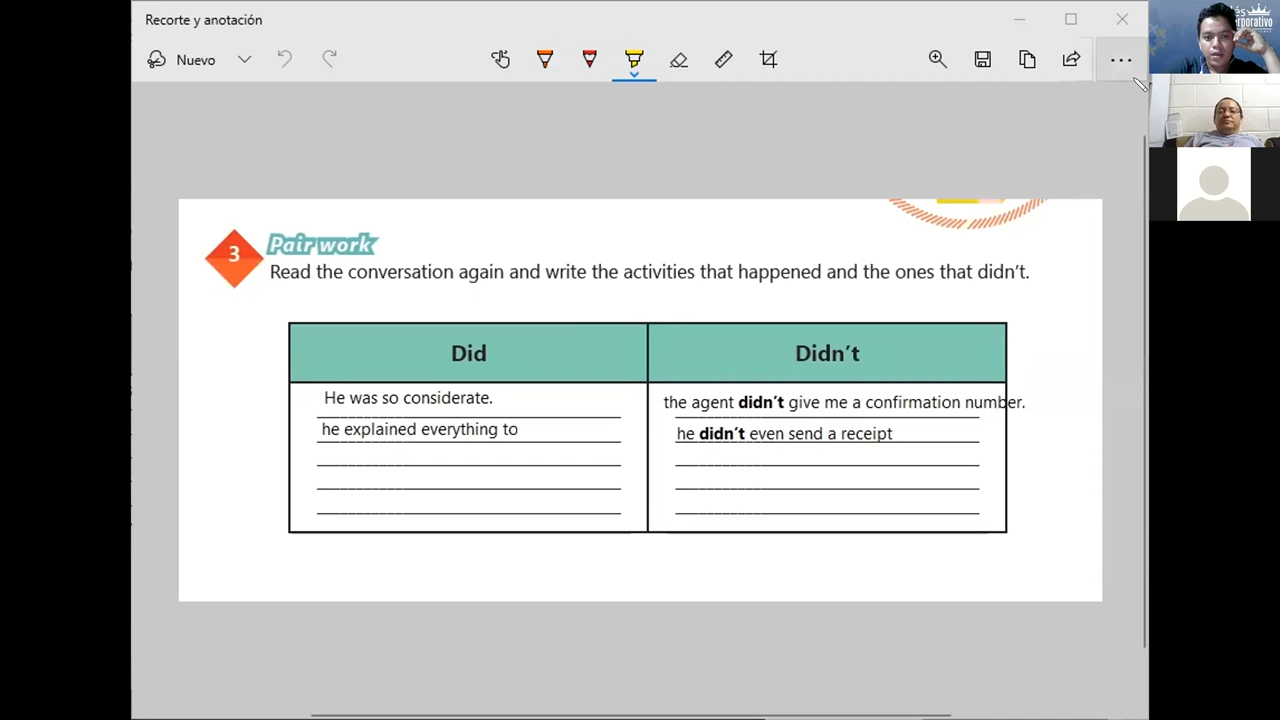 Recorte y anotación
Nuevo
3
Pair work
Read the conversation again and write the activities that happened and the ones that didn't.
Did
Didn't
He was so considerate.
the agent didn't give me a confirmation number.
he explained everything to
he didn't even send a receipt